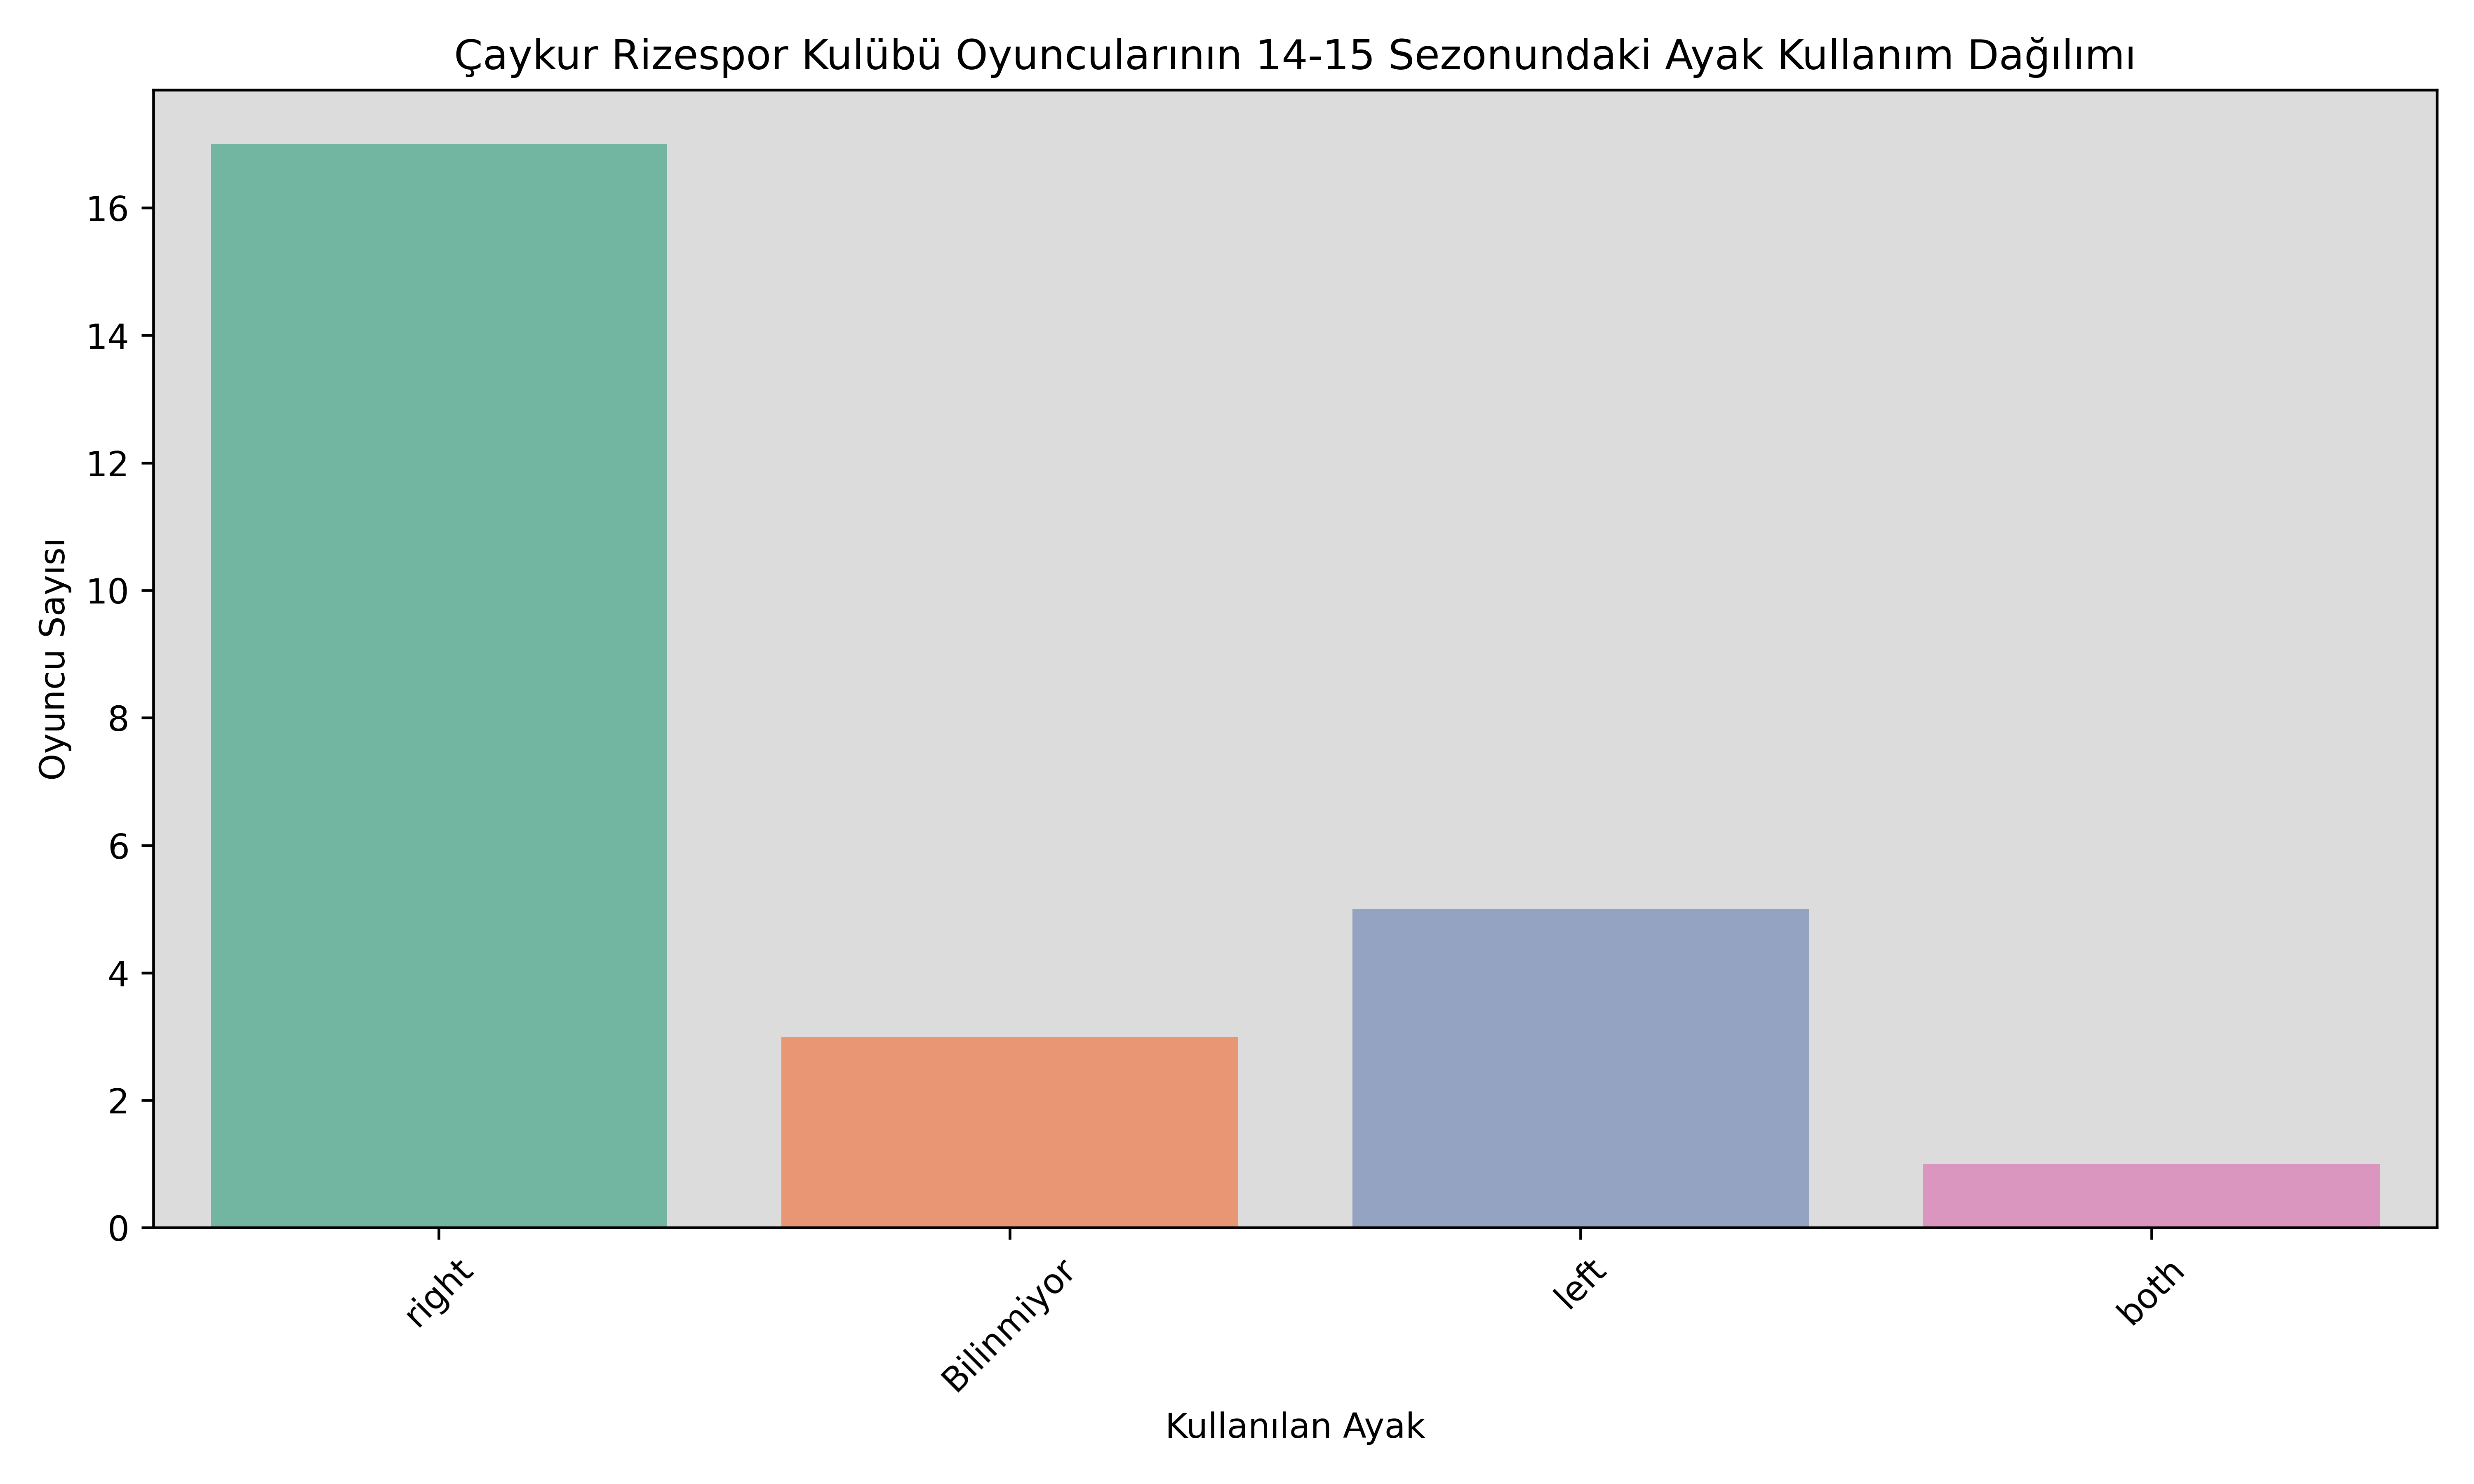 Çaykur Rizespor Kulübü Oyuncularının 14-15 Sezonundaki Ayak Kullanım Dağılımı
Oyuncu Sayısı
16
14
12
10
8
6
4
2
0
right
Bilinmiyor
left
both
Kullanılan Ayak